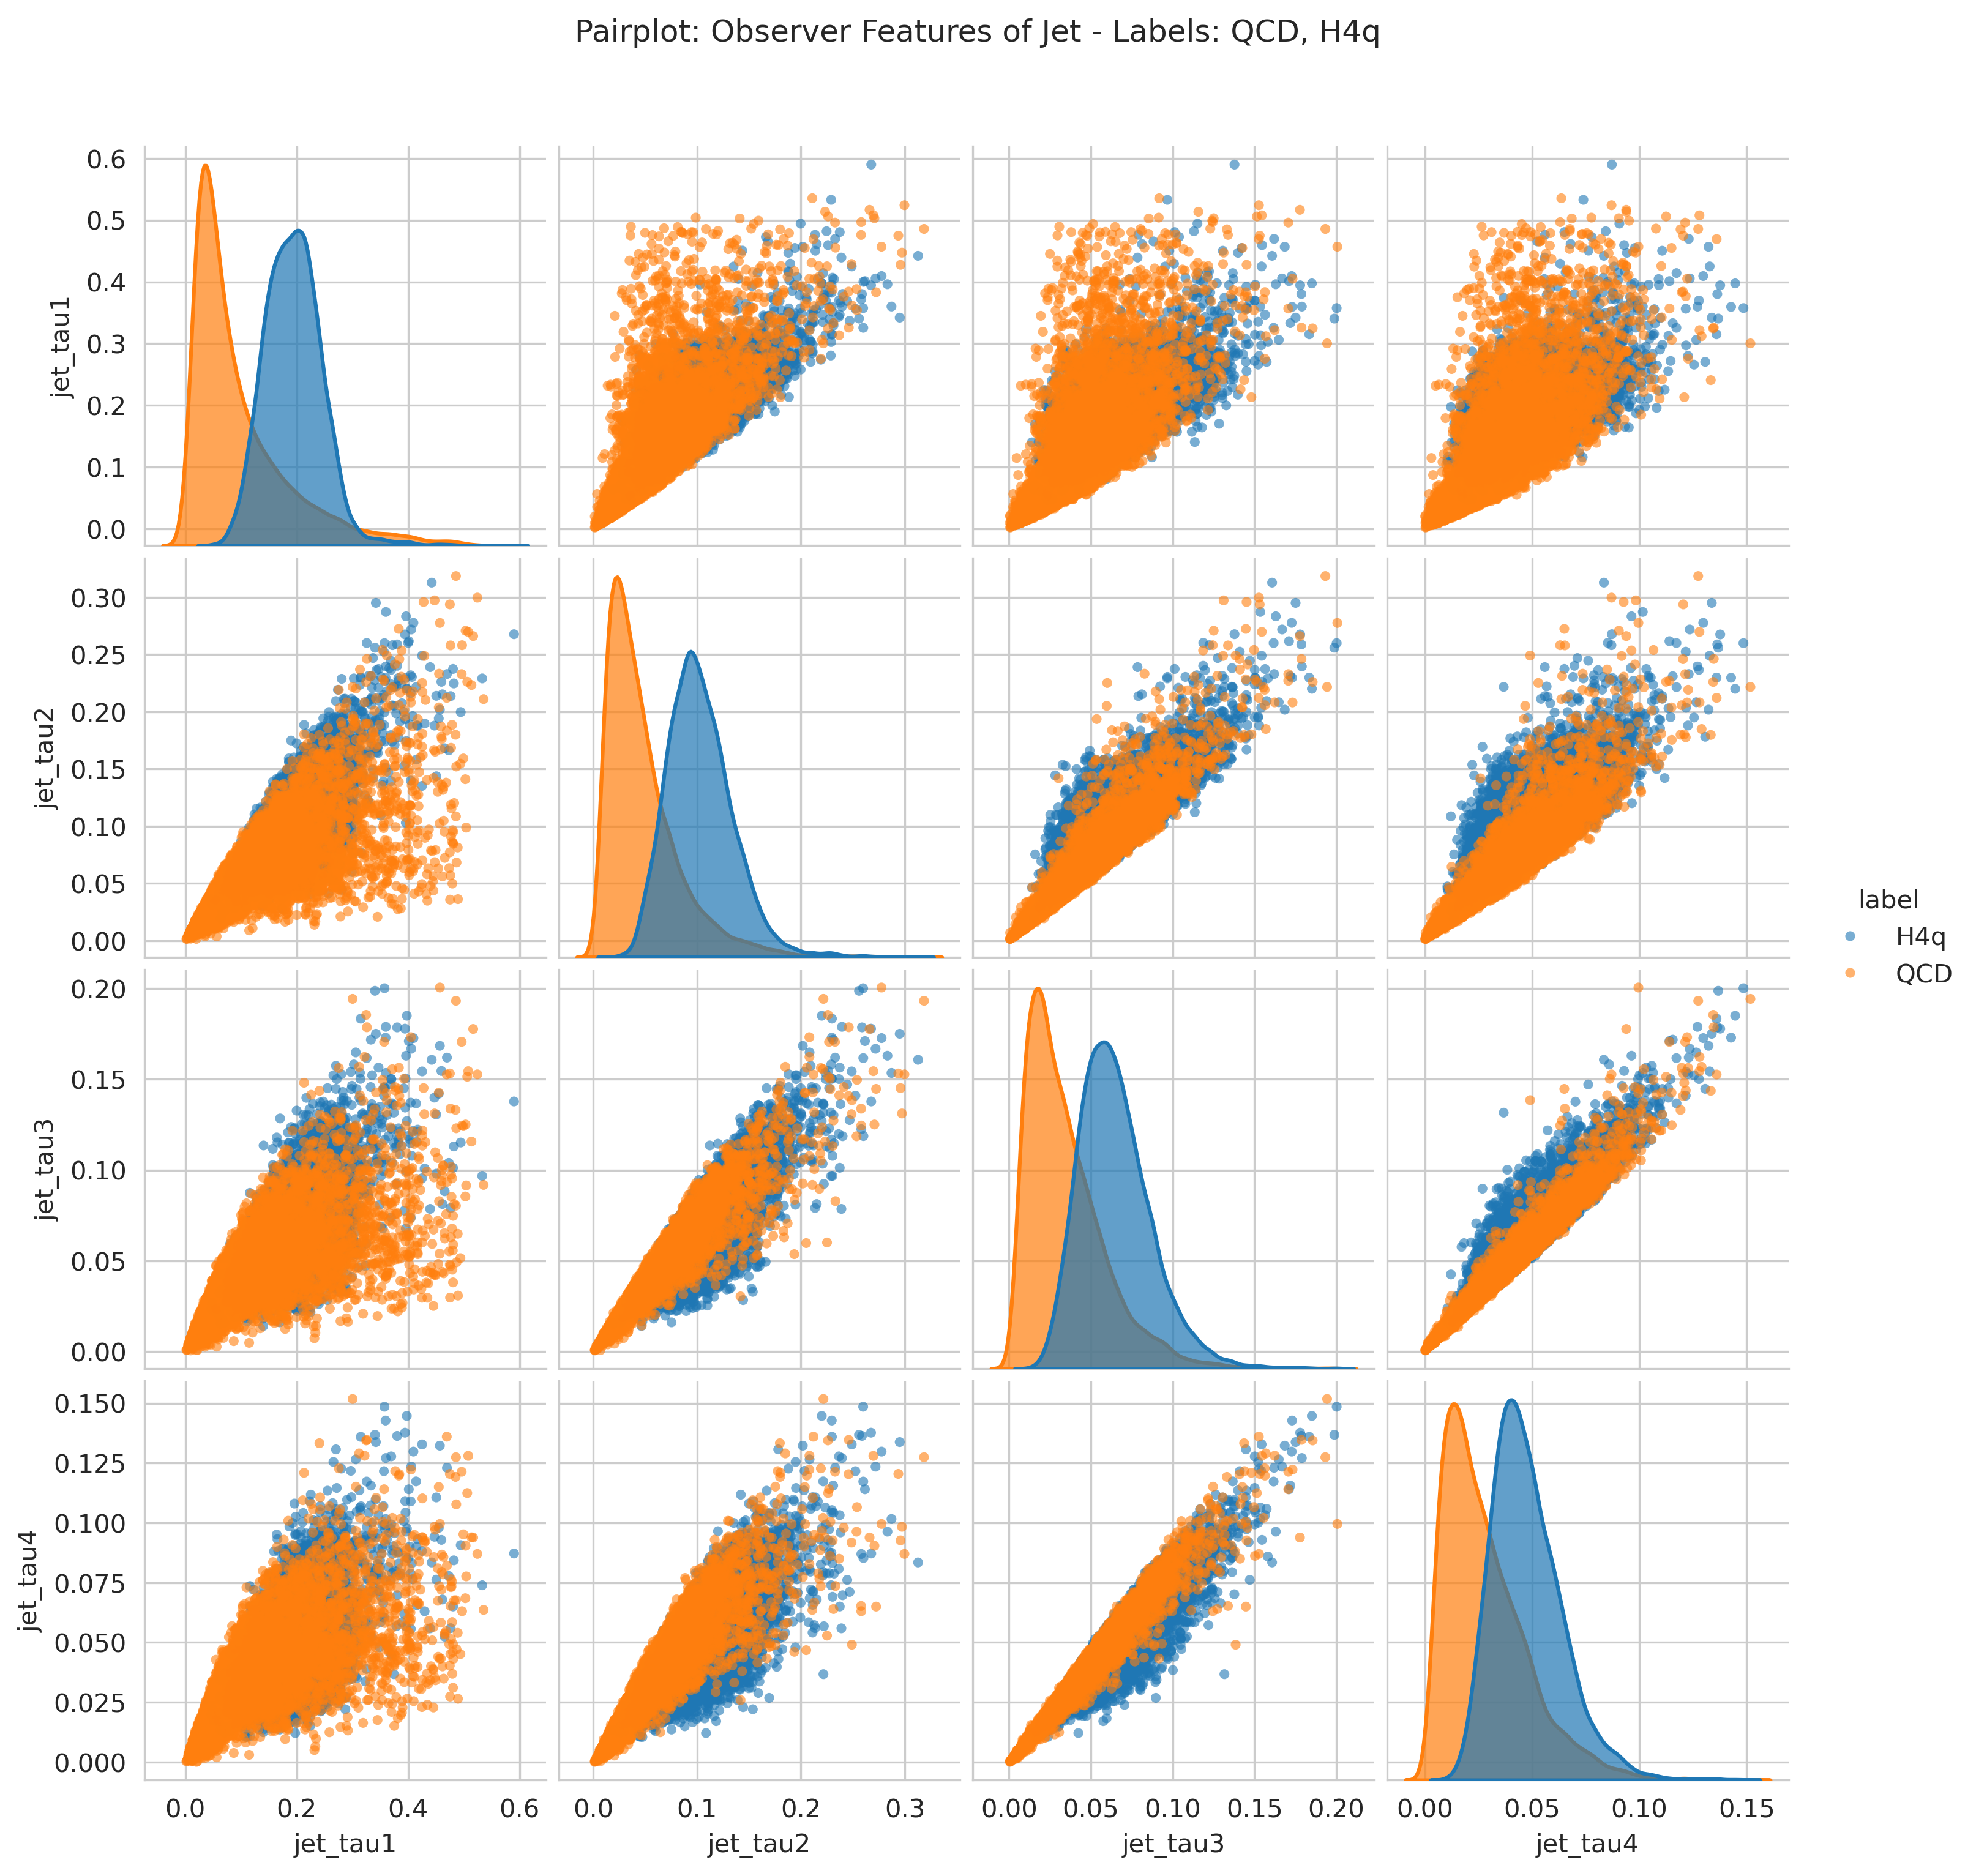 Pairplot: Observer Features of Jet - Labels: QCD, H4q
0.6
0.5
0.4
0.3
0.2
0.1
0.0
jet_tau1
0.30
0.25
0.20
0.15
0.10
0.05
0.00
jet_tau2
label
H4q
QCD
0.20
0.15
0.10
0.05
0.00
jet_tau3
0.150
0.125
0.100
0.075
0.050
0.025
0.000
jet_tau4
0.0 0.2 0.4 0.6
jet_tau1
0.0 0.1 0.2 0.3
jet_tau2
0.00 0.05 0.10 0.15 0.20
jet_tau3
0.00 0.05 0.10 0.15
jet_tau4